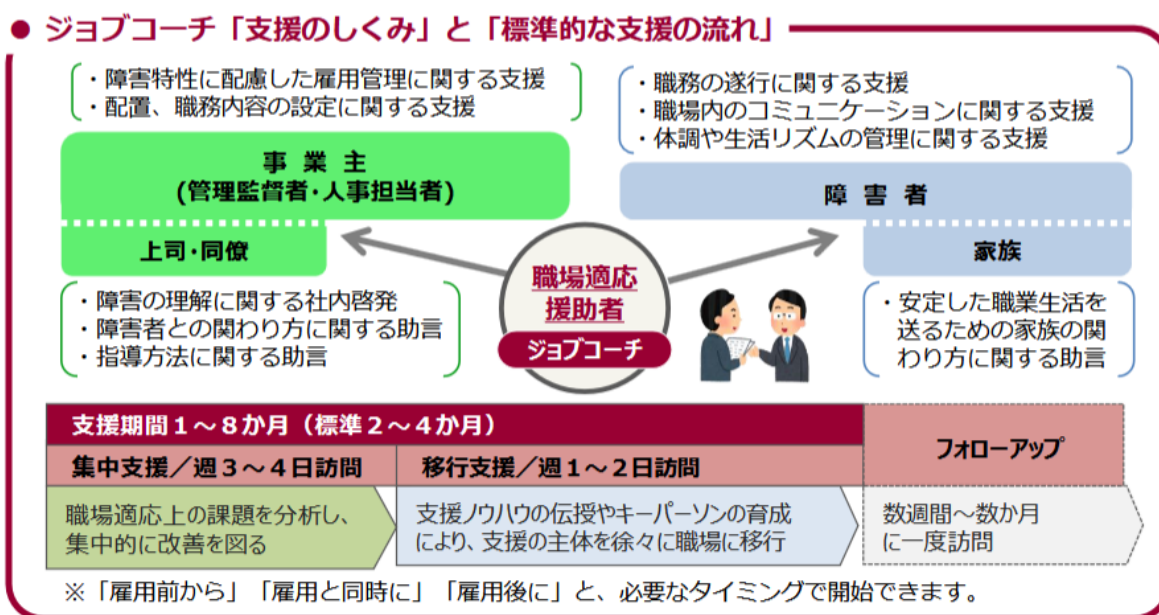 ● ジョブコーチ「支援のしくみ」と「標準的な支援の流れ」
・障害特性に配慮した雇用管理に関する支援
・配置、職務内容の設定に関する支援
事 業 主
(管理監督者・人事担当者)
上司・同僚
・障害の理解に関する社内啓発
・障害者との関わり方に関する助言
・指導方法に関する助言
・職務の遂行に関する支援
・職場内のコミュニケーションに関する支援
・体調や生活リズムの管理に関する支援
障 害 者
家族
・安定した職業生活を
送るための家族の関
わり方に関する助言
職場適応
援助者
ジョブコーチ
支援期間1~8か月(標準2~4か月)
集中支援/週3~4日訪問
移行支援/週1~2日訪問
フォローアップ
職場適応上の課題を分析し、
集中的に改善を図る
支援ノウハウの伝授やキーパーソンの育成
により、支援の主体を徐々に職場に移行
数週間~数か月
に一度訪問
※「雇用前から」「雇用と同時に」「雇用後に」と、必要なタイミングで開始できます。